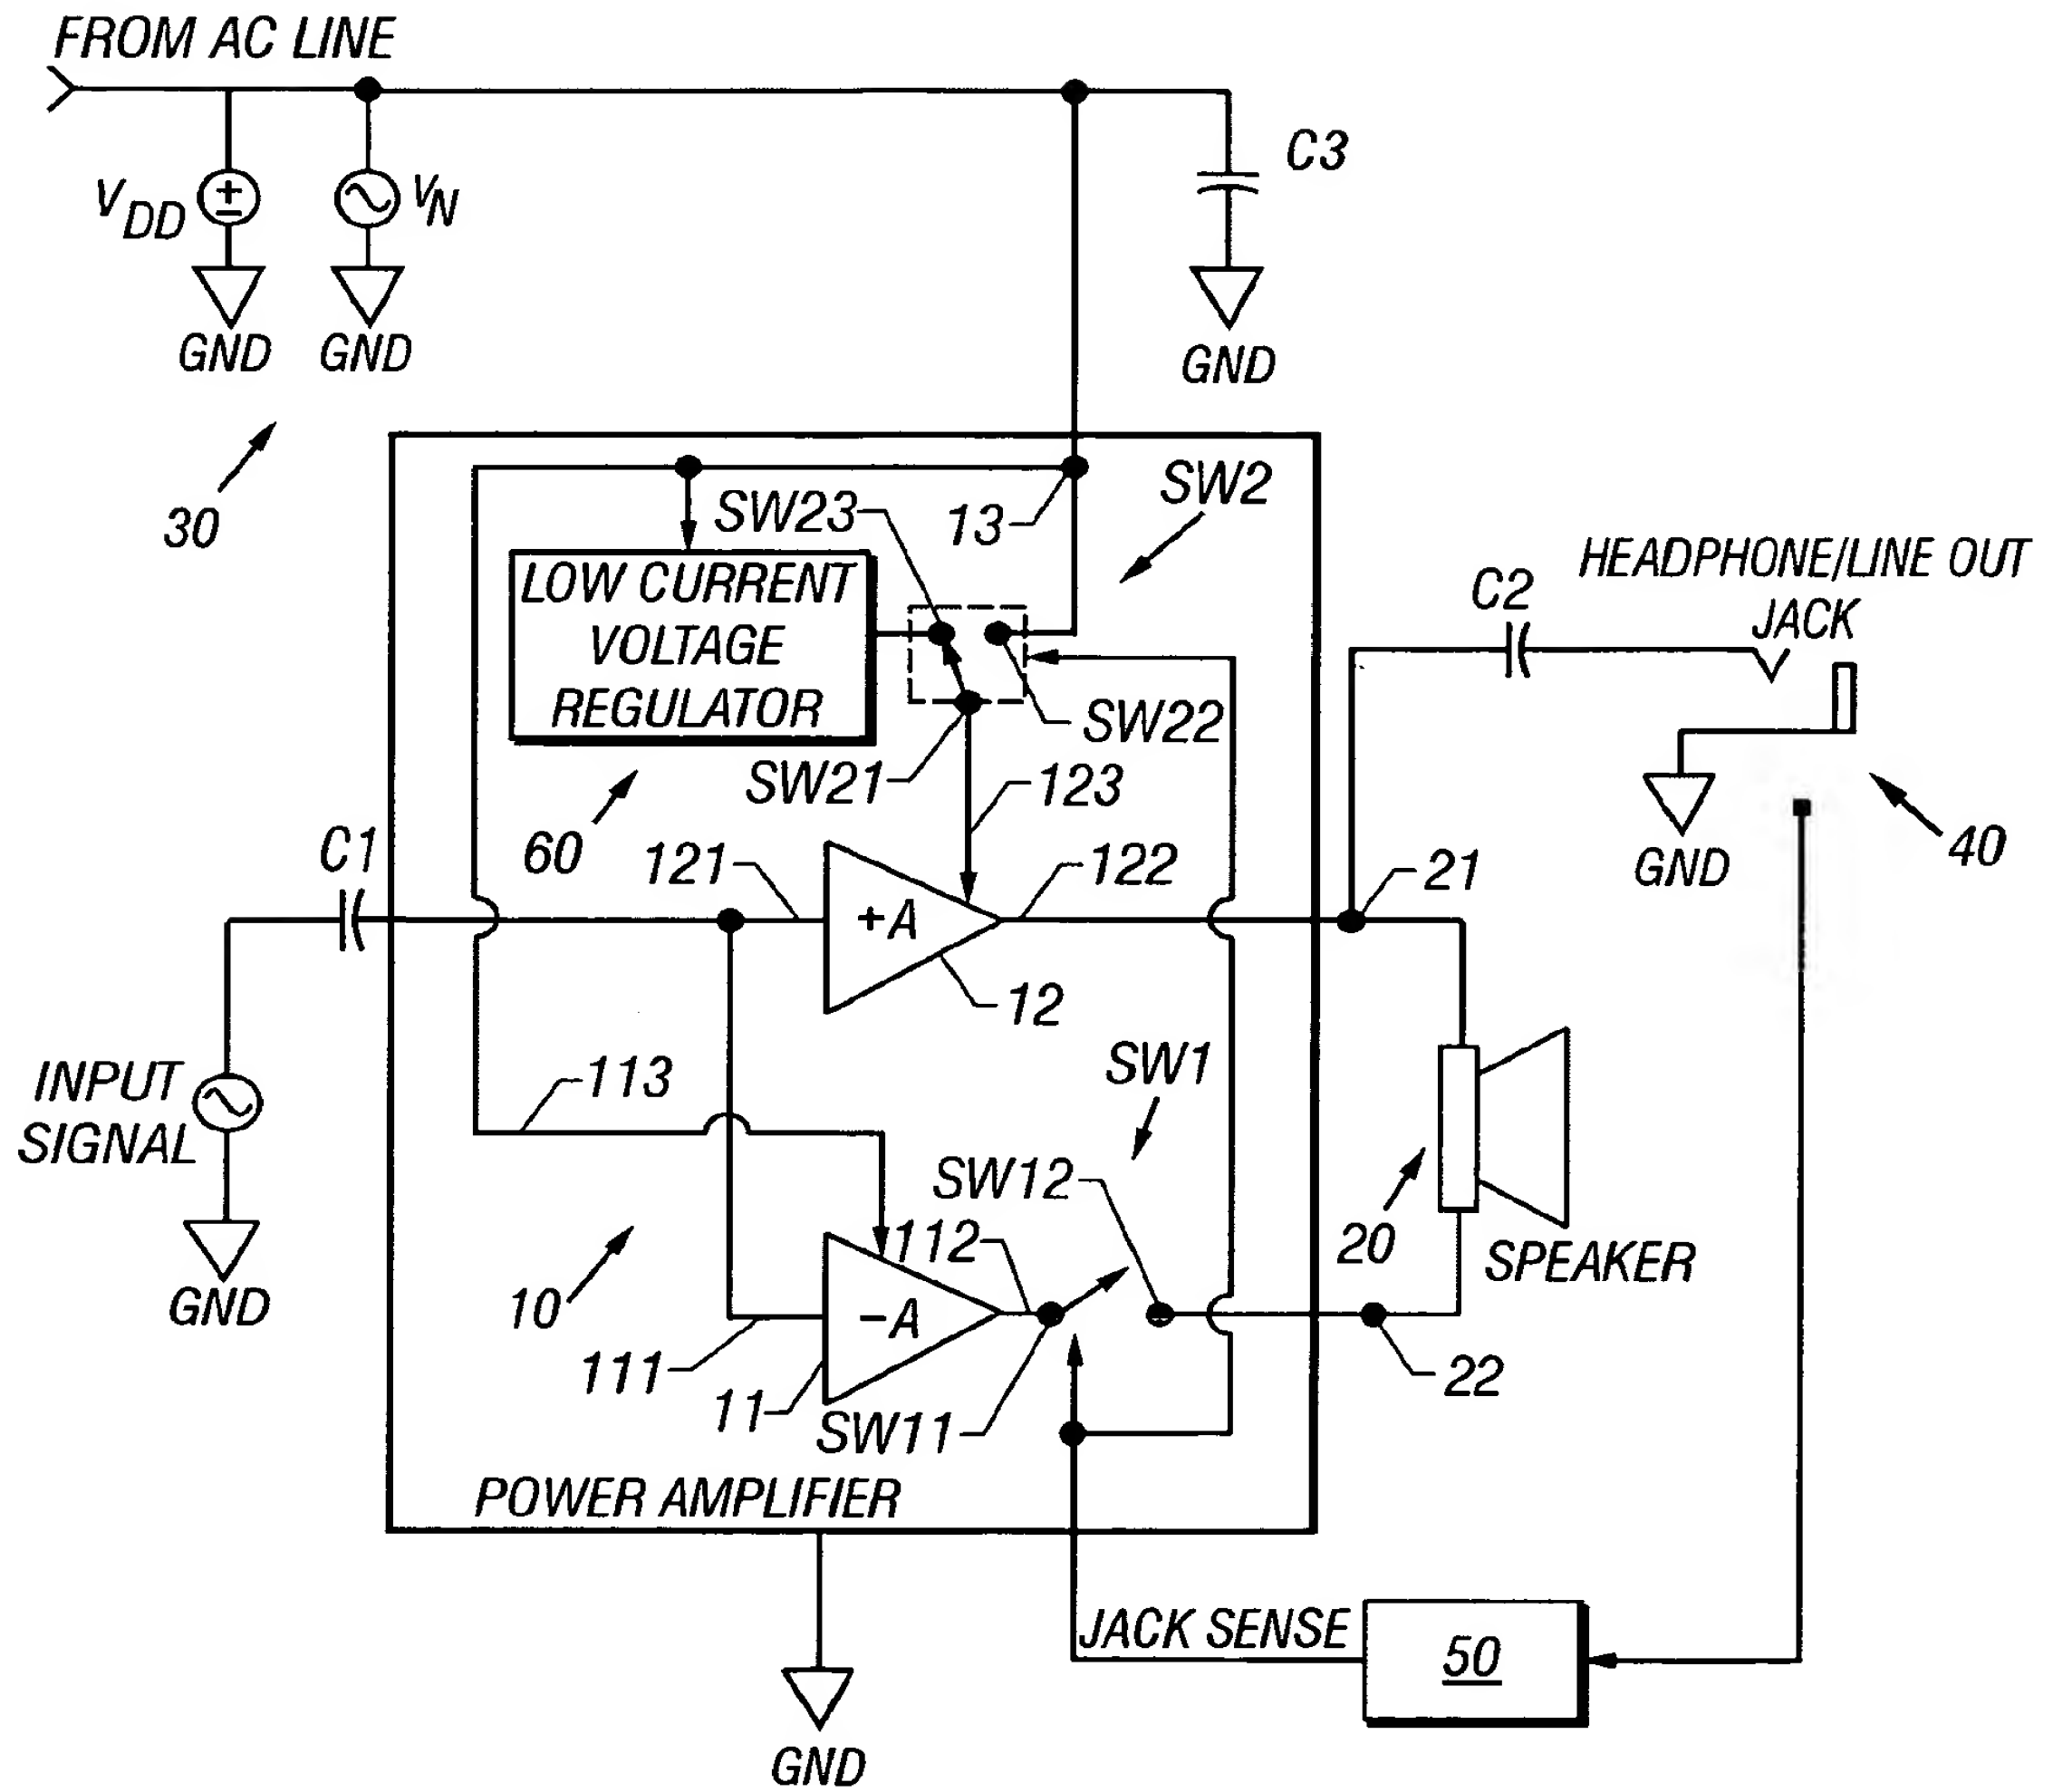 FROM AC LINE
C3
VDD
VN
GND
GND
GND
30
SW23
13
SW2
LOW CURRENT
VOLTAGE
REGULATOR
HEADPHONE/LINE OUT
JACK
C2
SW22
SW21
123
60
C1
121
122
21
GND
40
+A
12
INPUT
SIGNAL
113
SW1
SW12
112
20
SPEAKER
GND
10
-A
111
11
SW11
22
POWER AMPLIFIER
JACK SENSE
50
GND